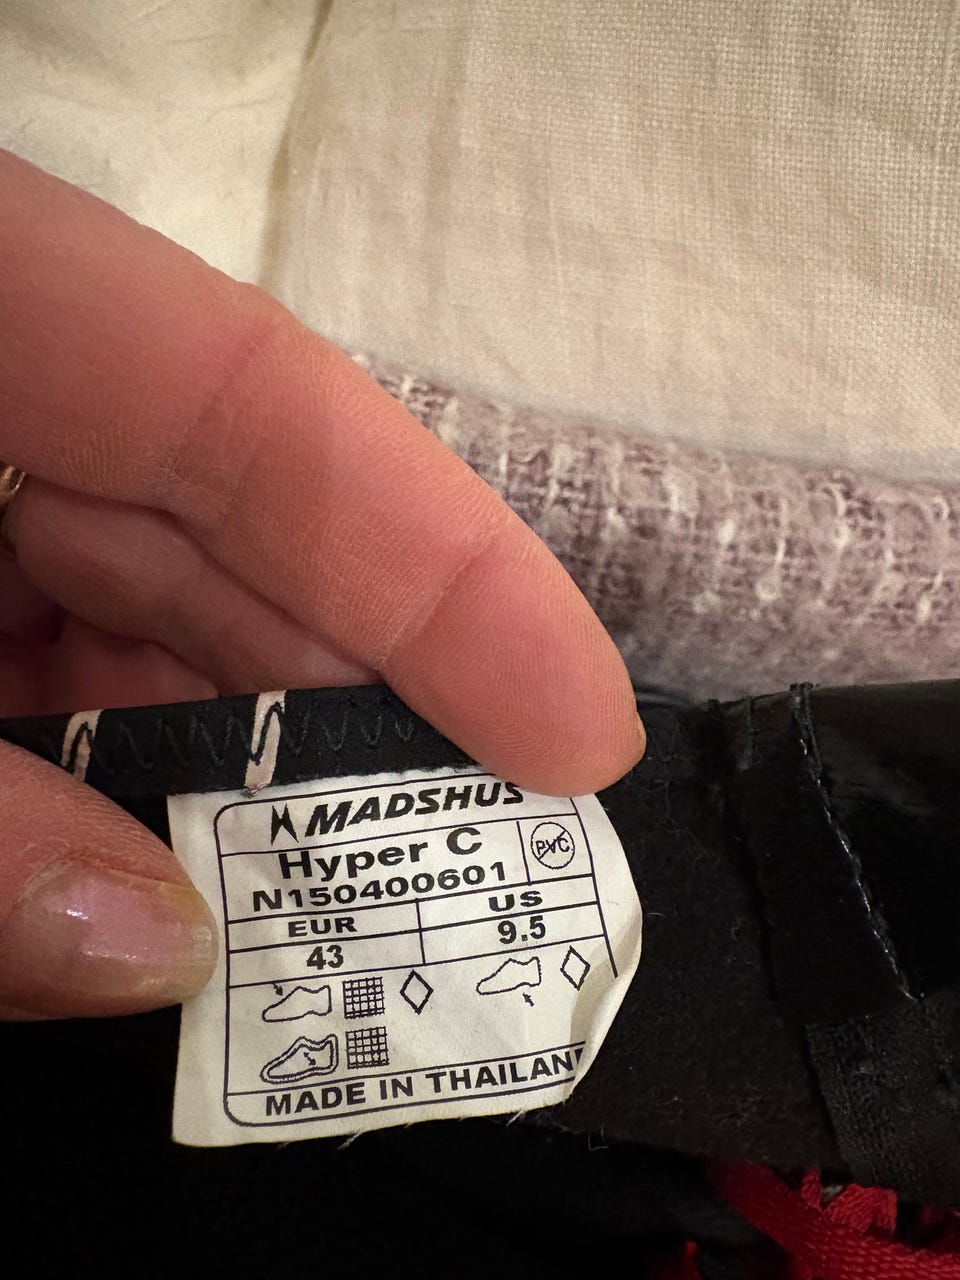 MADSHUS
Hyper C
PVC
N150400601
EUR US
43 9.5
MADE IN THAILAN